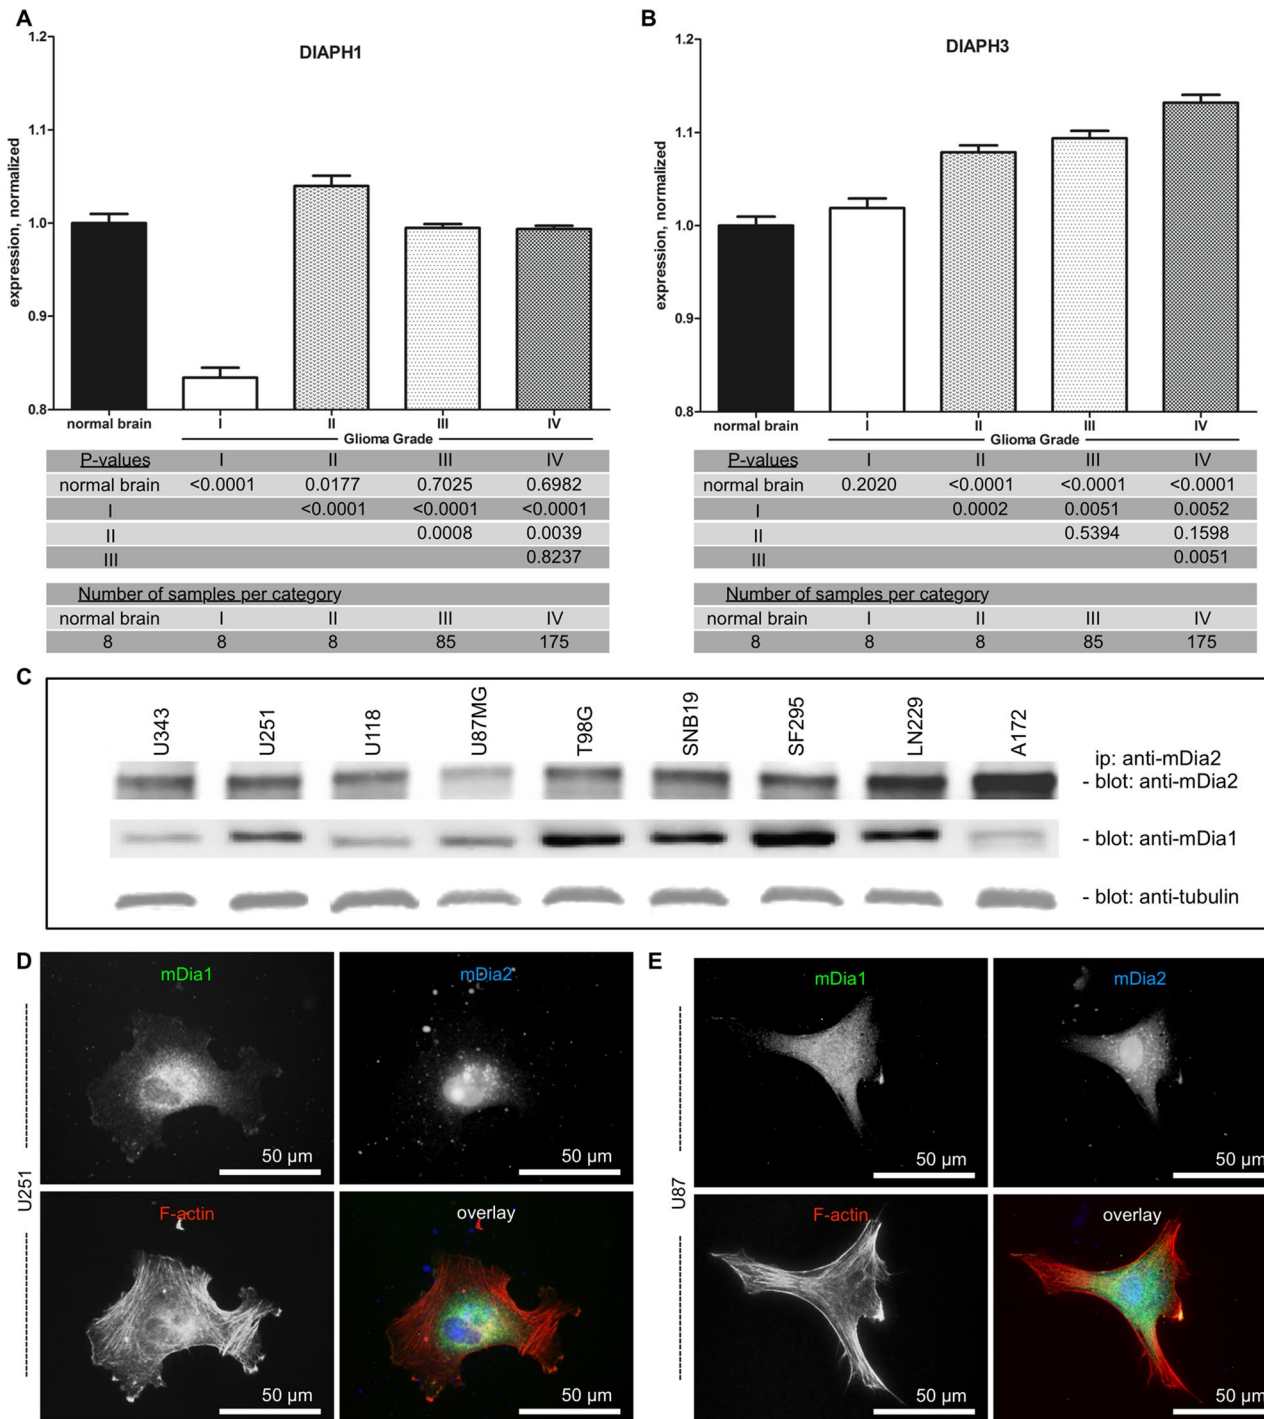 A
DIAPH1
expression, normalized
1.2
1.1
1.0
0.9
0.8
normal brain I II III IV
Glioma Grade
P-values I II III IV
normal brain <0.0001 0.0177 0.7025 0.6982
I <0.0001 <0.0001 <0.0001
II 0.0008 0.0039
III 0.8237
Number of samples per category
normal brain I II III IV
8 8 8 85 175
B
DIAPH3
expression, normalized
1.2
1.1
1.0
0.9
0.8
normal brain I II III IV
Glioma Grade
P-values I II III IV
normal brain 0.2020 <0.0001 <0.0001 <0.0001
I 0.0002 0.0051 0.0052
II 0.5394 0.1598
III 0.0051
Number of samples per category
normal brain I II III IV
8 8 8 85 175
C
U343 U251 U118 U87MG T98G SNB19 SF295 LN229 A172
ip: anti-mDia2
- blot: anti-mDia2
- blot: anti-mDia1
- blot: anti-tubulin
D
U251
mDia1
50 μm
mDia2
50 μm
F-actin
50 μm
overlay
50 μm
E
U87
mDia1
50 μm
mDia2
50 μm
F-actin
50 μm
overlay
50 μm